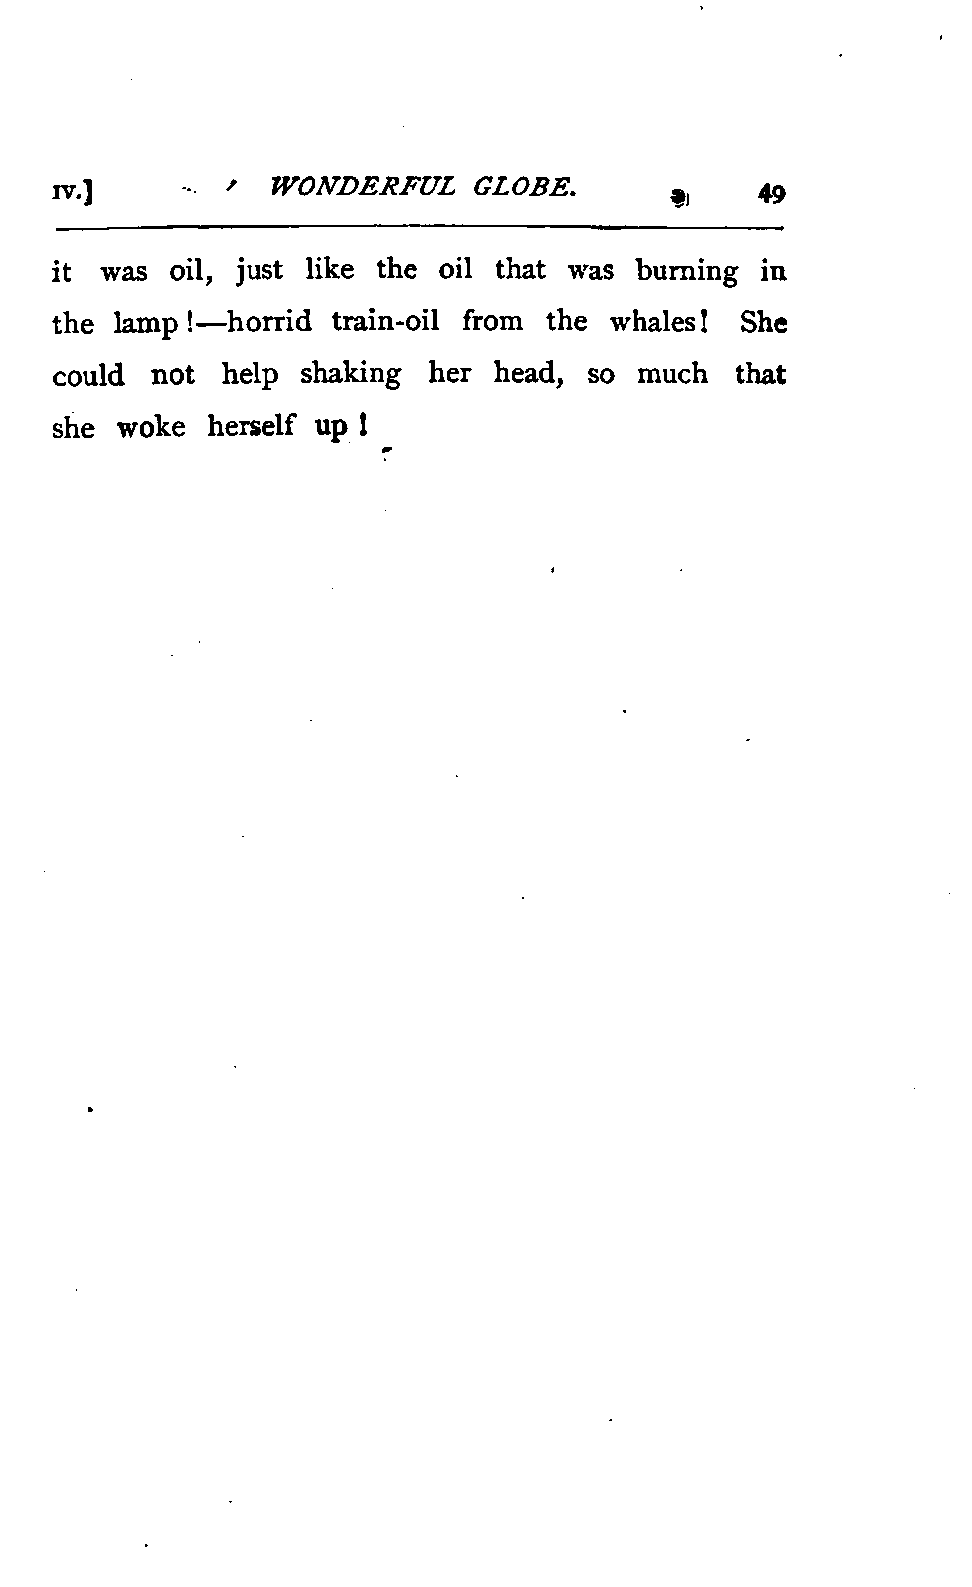 IV.] WONDERFUL GLOBE. 49
it was oil, just like the oil that was burning in
the lamp!—horrid train-oil from the whales! She
could not help shaking her head, so much that
she woke herself up!